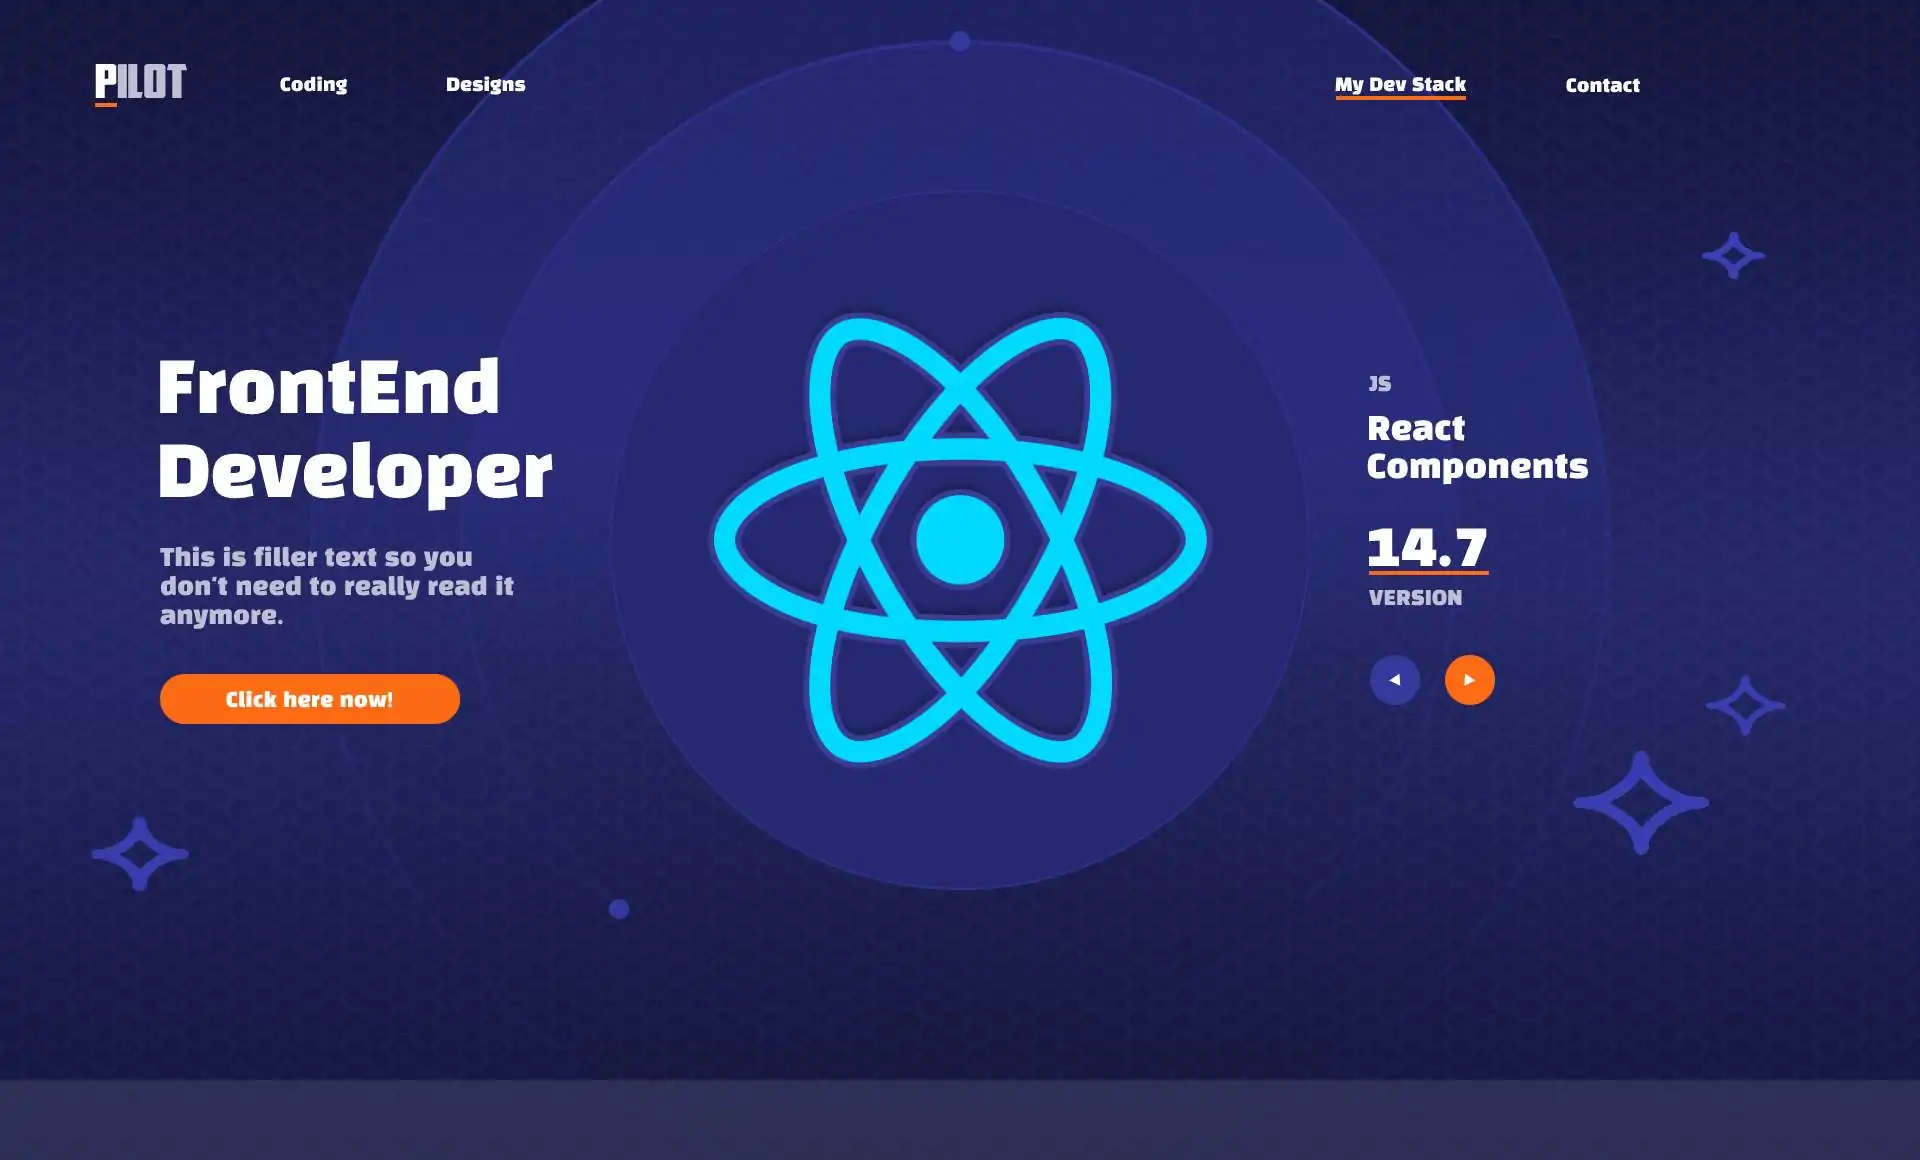 PILOT
Coding
Designs
My Dev Stack
Contact
FrontEnd
Developer
This is filler text so you
don't need to really read it
anymore.
Click here now!
JS
React
Components
14.7
VERSION